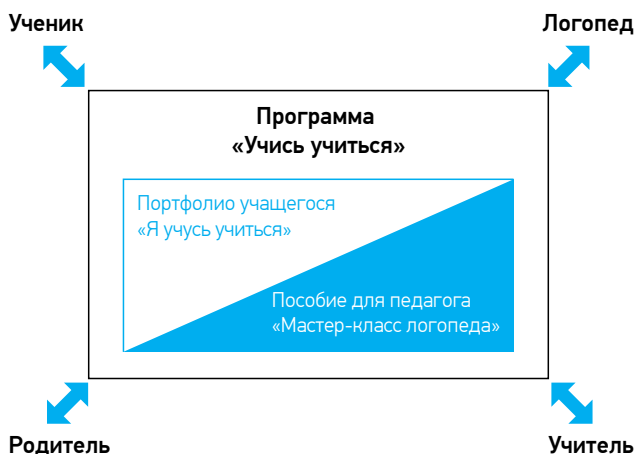 Ученик
Логопед
Программа
«Учись учиться»
Портфолио учащегося
«Я учусь учиться»
Пособие для педагога
«Мастер-класс логопеда»
Родитель
Учитель